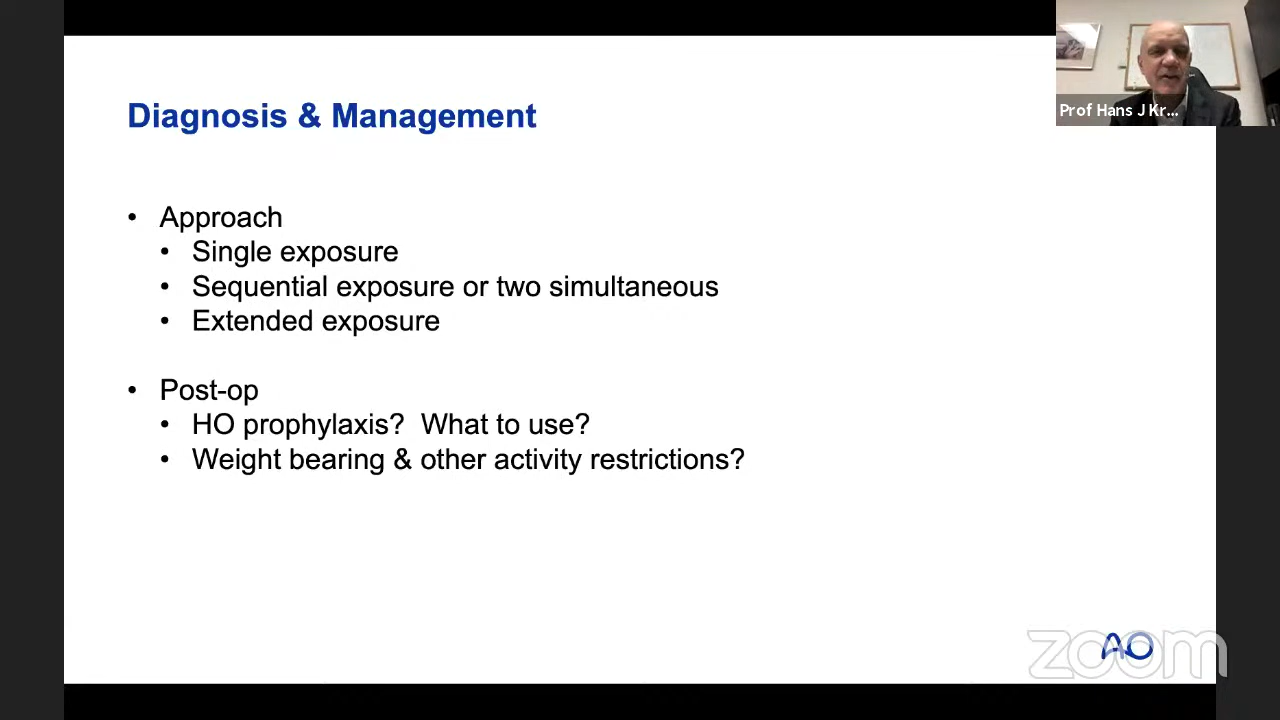 Prof Hans J Kr...
Diagnosis & Management
• Approach
• Single exposure
• Sequential exposure or two simultaneous
• Extended exposure
• Post-op
• HO prophylaxis?  What to use?
• Weight bearing & other activity restrictions?
AO
zoom